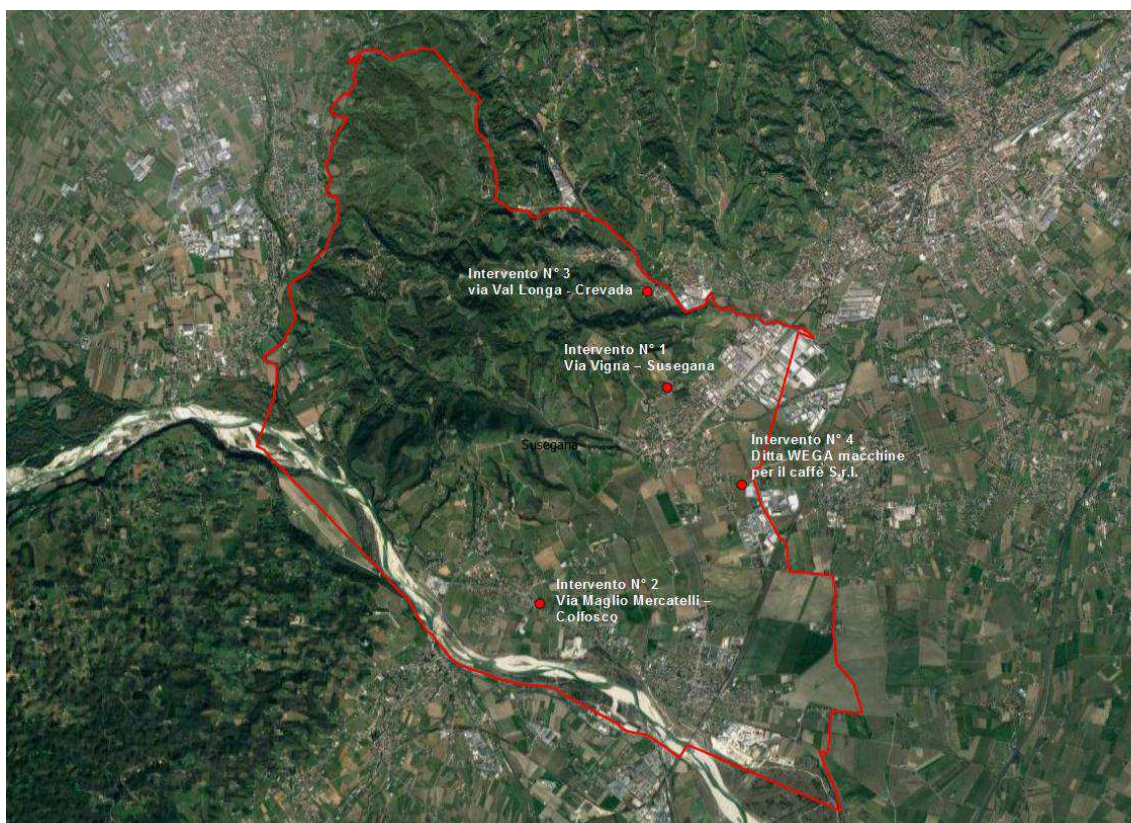 Intervento N° 3
via Val Longa - Crevada
Intervento N° 1
Via Vigna – Susegana
Susegana
Intervento N° 4
Ditta WEGA macchine
per il caffè S.r.l.
Intervento N° 2
Via Maglio Mercatelli –
Colfosco